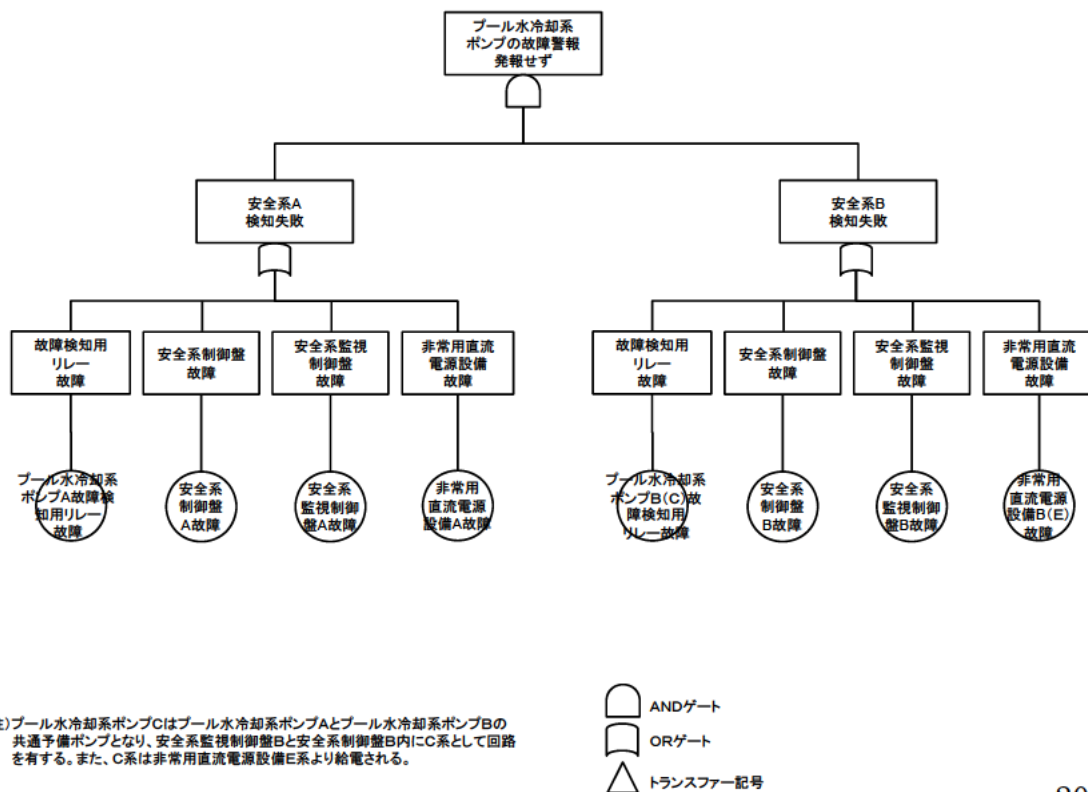 プール水冷却系
ポンプの故障警報
発報せず
安全系A
検知失敗
安全系B
検知失敗
故障検知用
リレー
故障
安全系制御盤
故障
安全系監視
制御盤
故障
非常用直流
電源設備
故障
故障検知用
リレー
故障
安全系制御盤
故障
安全系監視
制御盤
故障
非常用直流
電源設備
故障
プール水冷却系
ポンプA故障検
知用リレー
故障
安全系
制御盤
A故障
安全系
監視制御
盤A故障
非常用
直流電源
設備A故障
プール水冷却系
ポンプB(C)故
障検知用
リレー故障
安全系
制御盤
B故障
安全系
監視制御
盤B故障
非常用
直流電源
設備B(E)
故障
注)プール水冷却系ポンプCはプール水冷却系ポンプAとプール水冷却系ポンプBの
共通予備ポンプとなり、安全系監視制御盤Bと安全系制御盤B内にC系として回路
を有する。また、C系は非常用直流電源設備E系より給電される。
ANDゲート
ORゲート
トランスファー記号